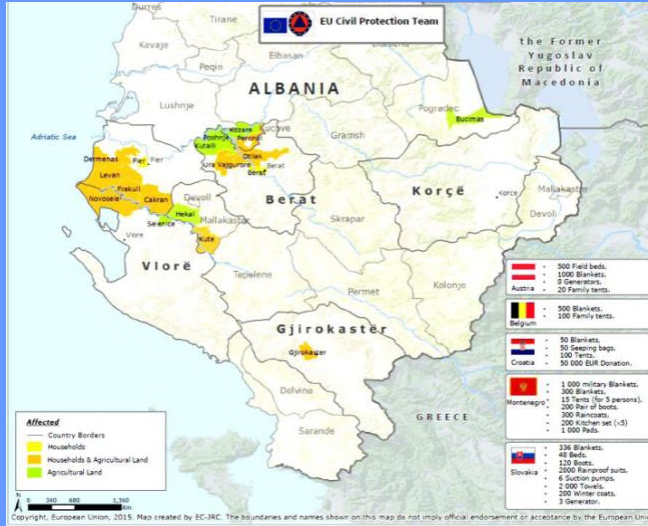 EU Civil Protection Team
Durres
Tirane
Kavaje
Elbasan
Peqin
the Former
Yugoslav
Republic of
Macedonia
ALBANIA
Lushnje
Pogradec
Bucimas
Adriatic Sea
Kozare
Kucave
Poshnje
Perondi
Kutalli
Gramsh
Dermenas
Fier
Fier
Otllak
Ura Vajgurore
Berat
Berat
Levan
Korçë
Korce
Maliakaster
Frakull
Novosele
Cakran
Devoll
Berat
Hekal
Mallakaster
Skrapar
Devoli
Selenice
Vlore
Kute
Vlorë
Tepelene
Permet
Kolonje
Gjirokastër
Gjirokaster
Delvine
Sarande
GREECE
- 500 Field beds.
- 1000 Blankets.
- 0 Generators.
Austria - 20 Family tents.
- 500 Blankets.
- 100 Family tents.
Belgium
- 50 Blankets.
- 50 Seeping bags.
- 100 Tents.
Croatia - 50 000 EUR Donation.
- 1 000 military Blankets.
- 300 Blankets.
- 15 Tents (for 5 persons).
Montenegro - 200 Pair of boots.
- 300 Raincoats.
- 200 Kitchen set (×5)
- 1 000 Pads.
- 336 Blankets.
- 48 Beds.
- 120 Boots.
- 2000 Rainproof suits.
Slovakia - 6 Suction pumps.
- 2 000 Towels.
- 200 Winter coats.
- 3 Generator.
Affected
Country Borders
Households
Households & Agricultural Land
Agricultural Land
N
0 340 680 1,360
Km
Copyright, European Union, 2015. Map created by EC-JRC. The boundaries and names shown on this map do not imply official endorsement or acceptance by the European Uni